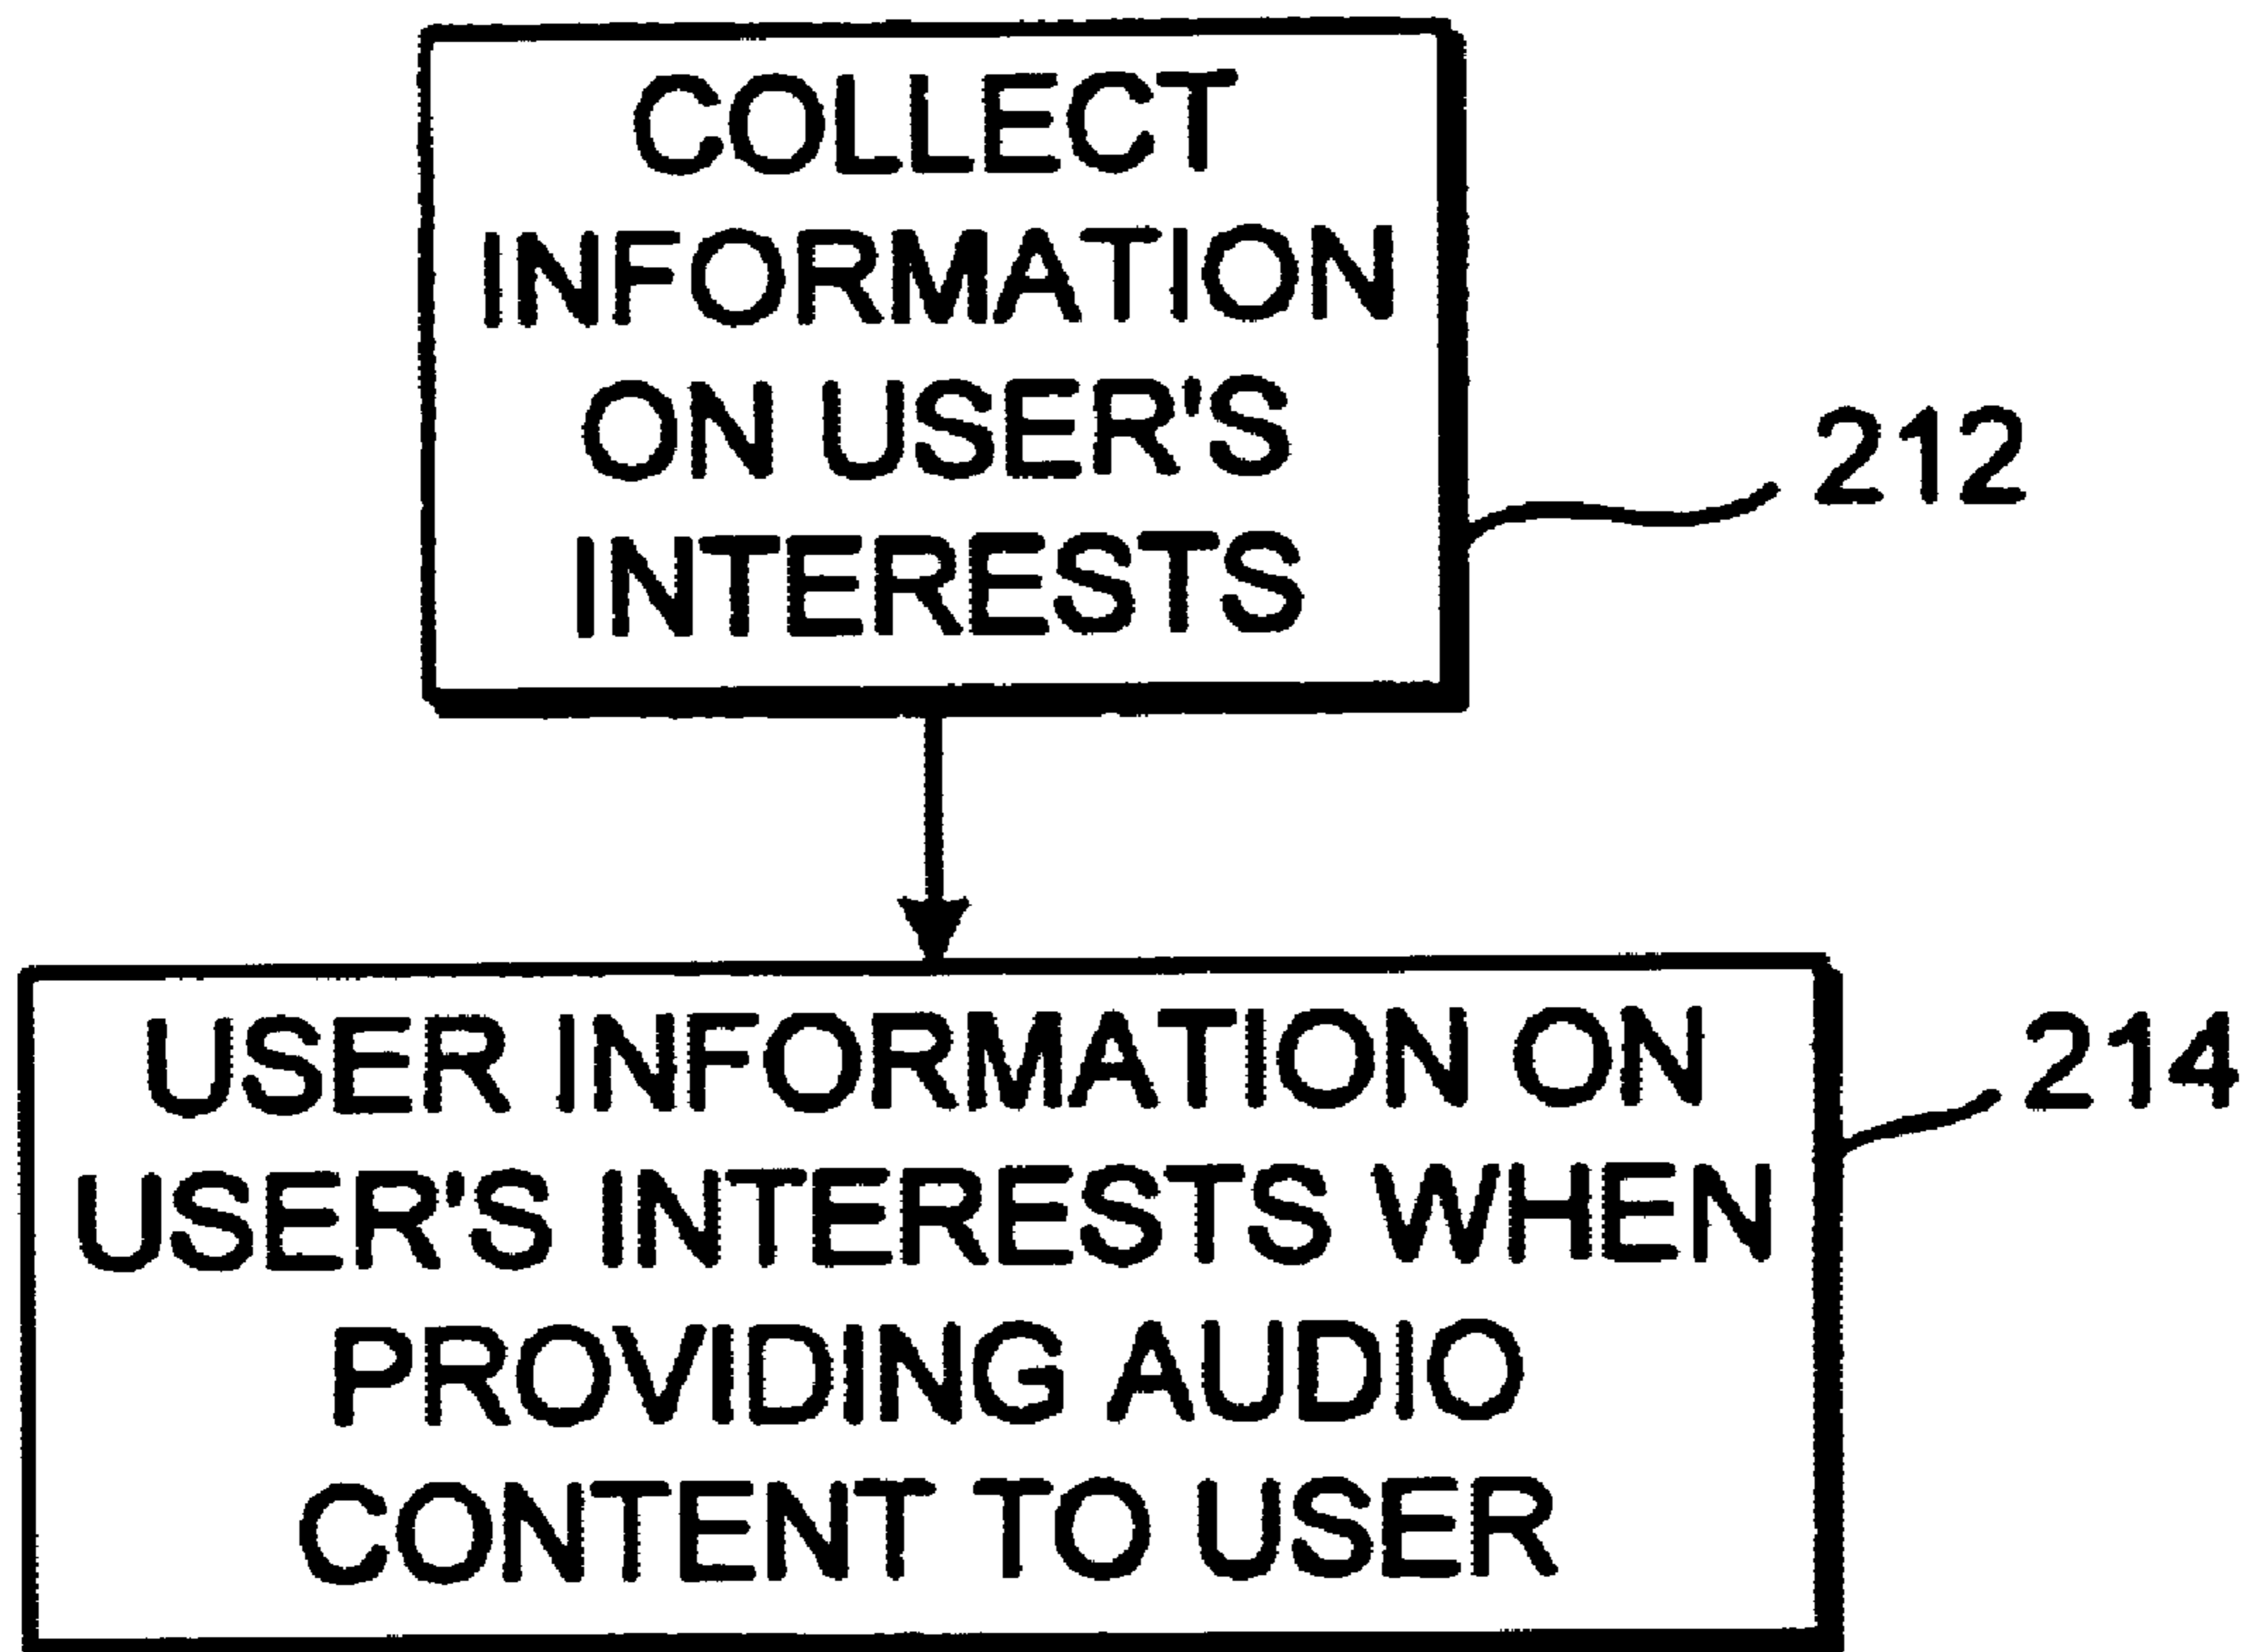 COLLECT
INFORMATION
ON USER'S
INTERESTS
212
USER INFORMATION ON
USER'S INTERESTS WHEN
PROVIDING AUDIO
CONTENT TO USER
214